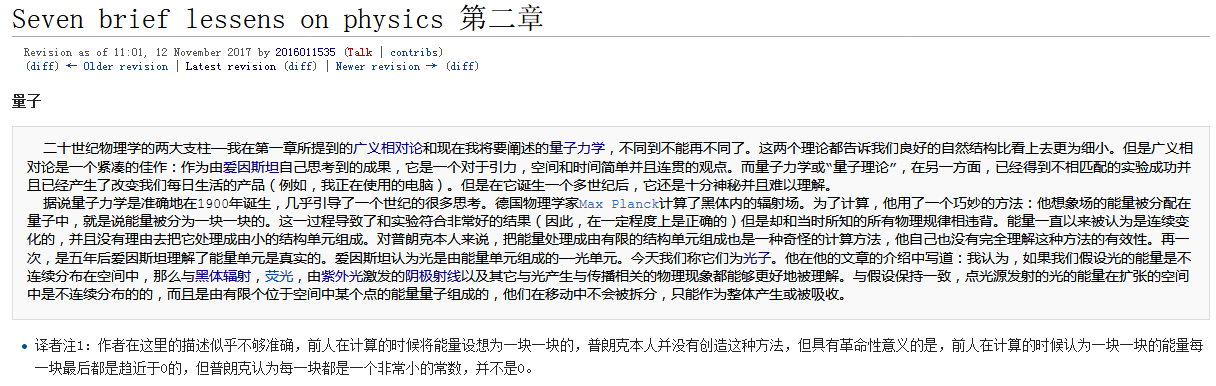 Seven brief lessens on physics 第二章
Revision as of 11:01, 12 November 2017 by 2016011535 (Talk | contribs)
(diff) ← Older revision | Latest revision (diff) | Newer revision → (diff)
量子
二十世纪物理学的两大支柱——我在第一章所提到的广义相对论和现在我将要阐述的量子力学，不同到不能再不同了。这两个理论都告诉我们良好的自然结构比看上去更为细小。但是广义相
对论是一个紧凑的佳作：作为由爱因斯坦自己思考到的成果，它是一个对于引力，空间和时间简单并且连贯的观点。而量子力学或“量子理论”，在另一方面，已经得到不相匹配的实验成功并
且已经产生了改变我们每日生活的产品（例如，我正在使用的电脑）。但是在它诞生一个多世纪后，它还是十分神秘并且难以理解。
据说量子力学是准确地在1900年诞生，几乎引导了一个世纪的很多思考。德国物理学家Max Planck计算了黑体内的辐射场。为了计算，他用了一个巧妙的方法：他想象场的能量被分配在
量子中，就是说能量被分为一块一块的。这一过程导致了和实验符合非常好的结果（因此，在一定程度上是正确的）但是却和当时所知的所有物理规律相违背。能量一直以来被认为是连续变
化的，并且没有理由去把它处理成由小的结构单元组成。对普朗克本人来说，把能量处理成由有限的结构单元组成也是一种奇怪的计算方法，他自己也没有完全理解这种方法的有效性。再一
次，是五年后爱因斯坦理解了能量单元是真实的。爱因斯坦认为光是由能量单元组成的——光单元。今天我们称它们为光子。他在他的文章的介绍中写道：我认为，如果我们假设光的能量是不
连续分布在空间中，那么与黑体辐射，荧光，由紫外光激发的阴极射线以及其它与光产生与传播相关的物理现象都能够更好地被理解。与假设保持一致，点光源发射的光的能量在扩张的空间
中是不连续分布的的，而且是由有限个位于空间中某个点的能量量子组成的，他们在移动中不会被拆分，只能作为整体产生或被吸收。
译者注1：作者在这里的描述似乎不够准确，前人在计算的时候将能量设想为一块一块的，普朗克本人并没有创造这种方法，但具有革命性意义的是，前人在计算的时候认为一块一块的能量每
一块最后都是趋近于0的，但普朗克认为每一块都是一个非常小的常数，并不是0。